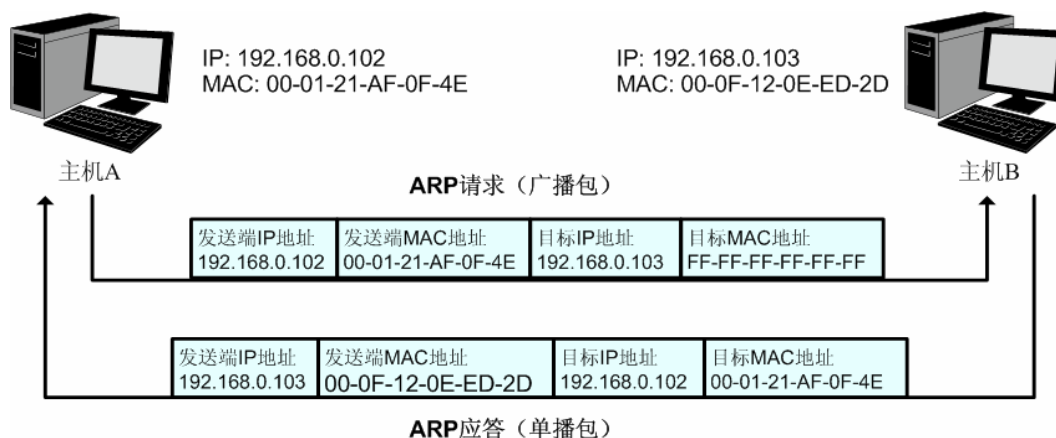 IP: 192.168.0.102
MAC: 00-01-21-AF-0F-4E
IP: 192.168.0.103
MAC: 00-0F-12-0E-ED-2D
主机A
主机B
ARP请求（广播包）
发送端IP地址
192.168.0.102
发送端MAC地址
00-01-21-AF-0F-4E
目标IP地址
192.168.0.103
目标MAC地址
FF-FF-FF-FF-FF-FF
发送端IP地址
192.168.0.103
发送端MAC地址
00-0F-12-0E-ED-2D
目标IP地址
192.168.0.102
目标MAC地址
00-01-21-AF-0F-4E
ARP应答（单播包）